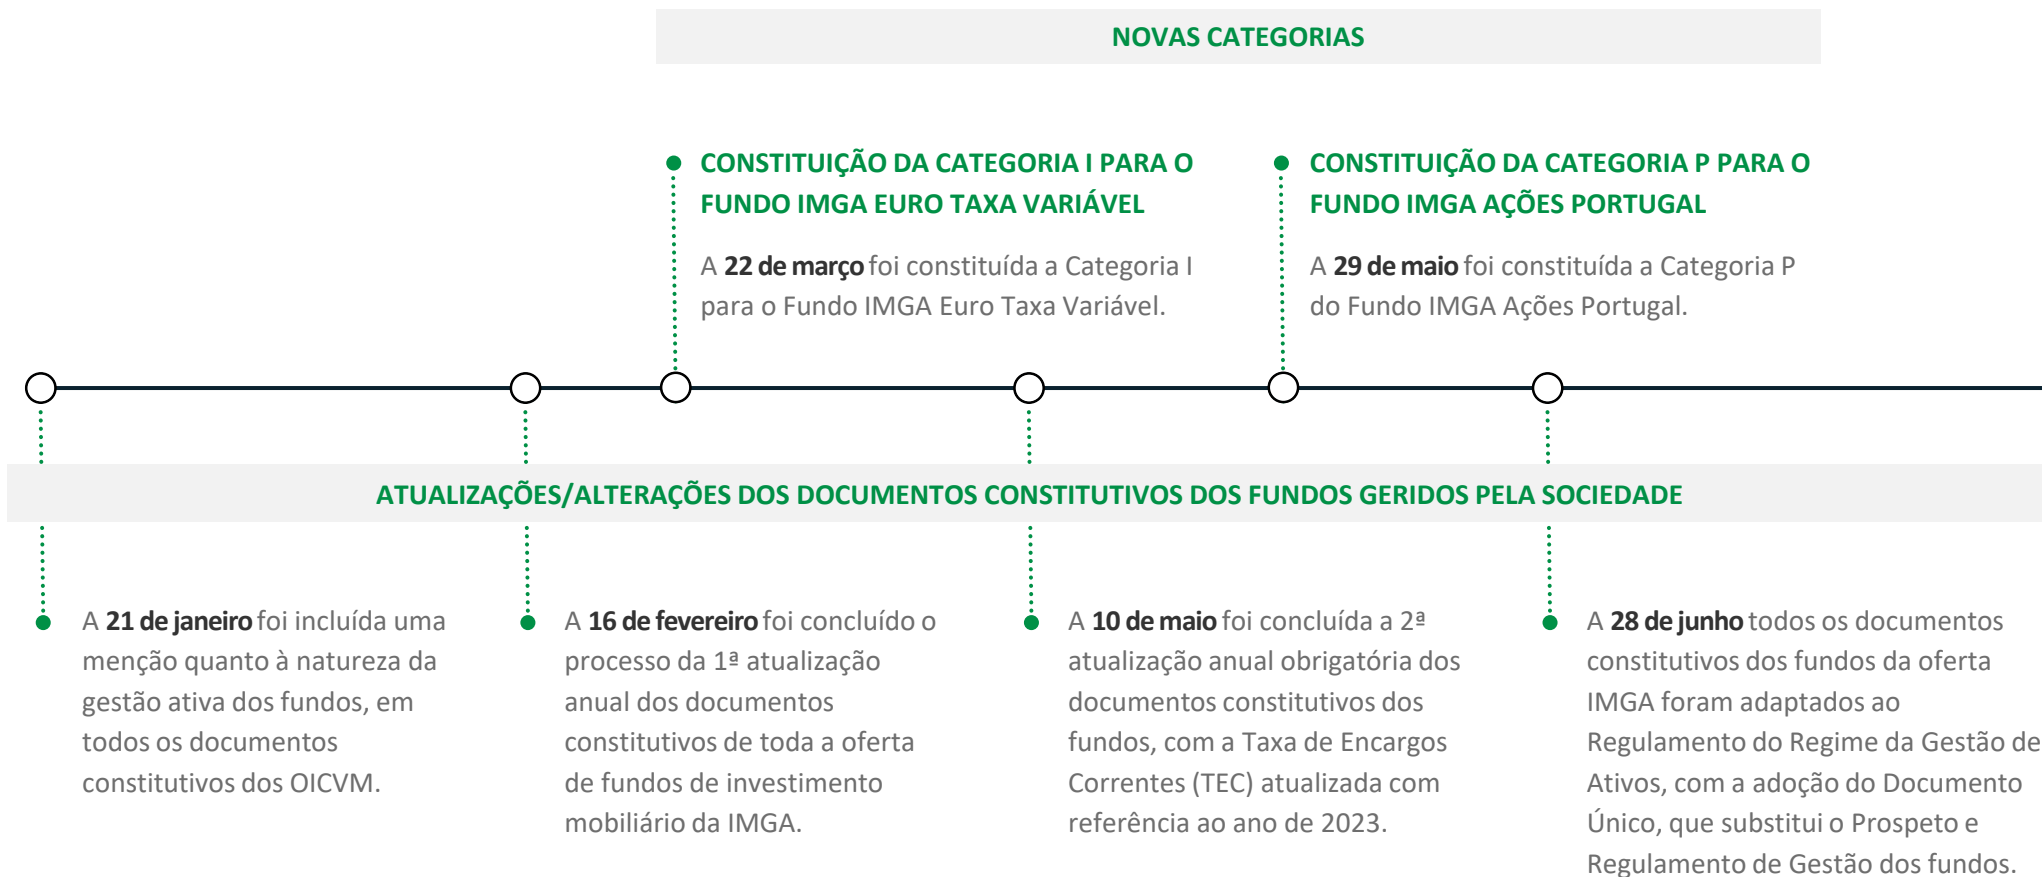 NOVAS CATEGORIAS
CONSTITUIÇÃO DA CATEGORIA I PARA O
FUNDO IMGA EURO TAXA VARIÁVEL
A 22 de março foi constituída a Categoria I
para o Fundo IMGA Euro Taxa Variável.
CONSTITUIÇÃO DA CATEGORIA P PARA O
FUNDO IMGA AÇÕES PORTUGAL
A 29 de maio foi constituída a Categoria P
do Fundo IMGA Ações Portugal.
ATUALIZAÇÕES/ALTERAÇÕES DOS DOCUMENTOS CONSTITUTIVOS DOS FUNDOS GERIDOS PELA SOCIEDADE
A 21 de janeiro foi incluída uma
menção quanto à natureza da
gestão ativa dos fundos, em
todos os documentos
constitutivos dos OICVM.
A 16 de fevereiro foi concluído o
processo da 1ª atualização
anual dos documentos
constitutivos de toda a oferta
de fundos de investimento
mobiliário da IMGA.
A 10 de maio foi concluída a 2ª
atualização anual obrigatória dos
documentos constitutivos dos
fundos, com a Taxa de Encargos
Correntes (TEC) atualizada com
referência ao ano de 2023.
A 28 de junho todos os documentos
constitutivos dos fundos da oferta
IMGA foram adaptados ao
Regulamento do Regime da Gestão de
Ativos, com a adoção do Documento
Único, que substitui o Prospeto e
Regulamento de Gestão dos fundos.